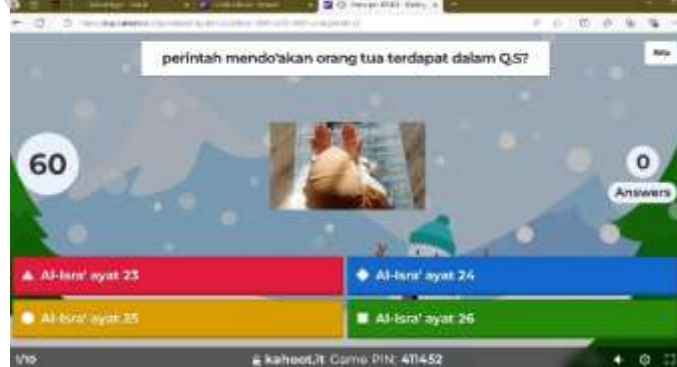 perintah mendo'akan orang tua terdapat dalam Q.S?
60
0
Answers
Al-Isra' ayat 23
Al-Isra' ayat 24
Al-Isra' ayat 25
Al-Isra' ayat 26
1/10
kahoot.it Game PIN: 411452